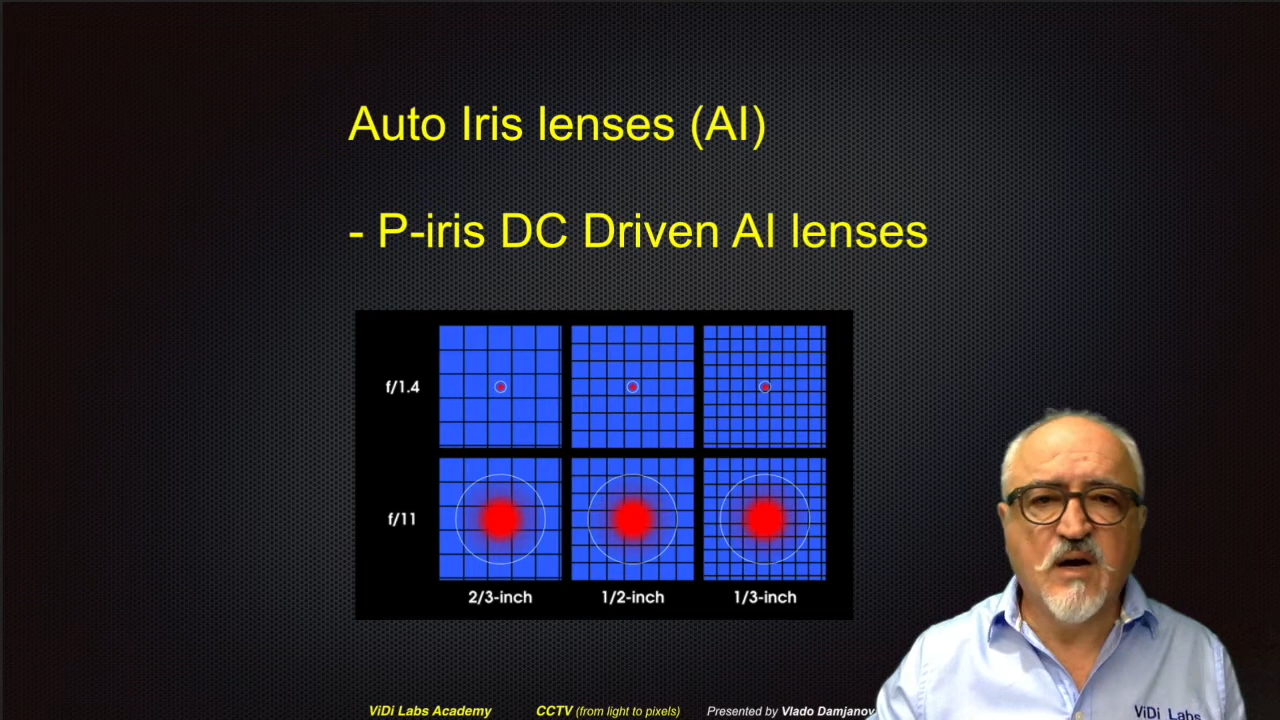 Auto Iris lenses (AI)
- P-iris DC Driven AI lenses
f/1.4
f/11
2/3-inch 1/2-inch 1/3-inch
ViDi Labs
ViDi Labs Academy CCTV (from light to pixels) Presented by Vlado Damjanov